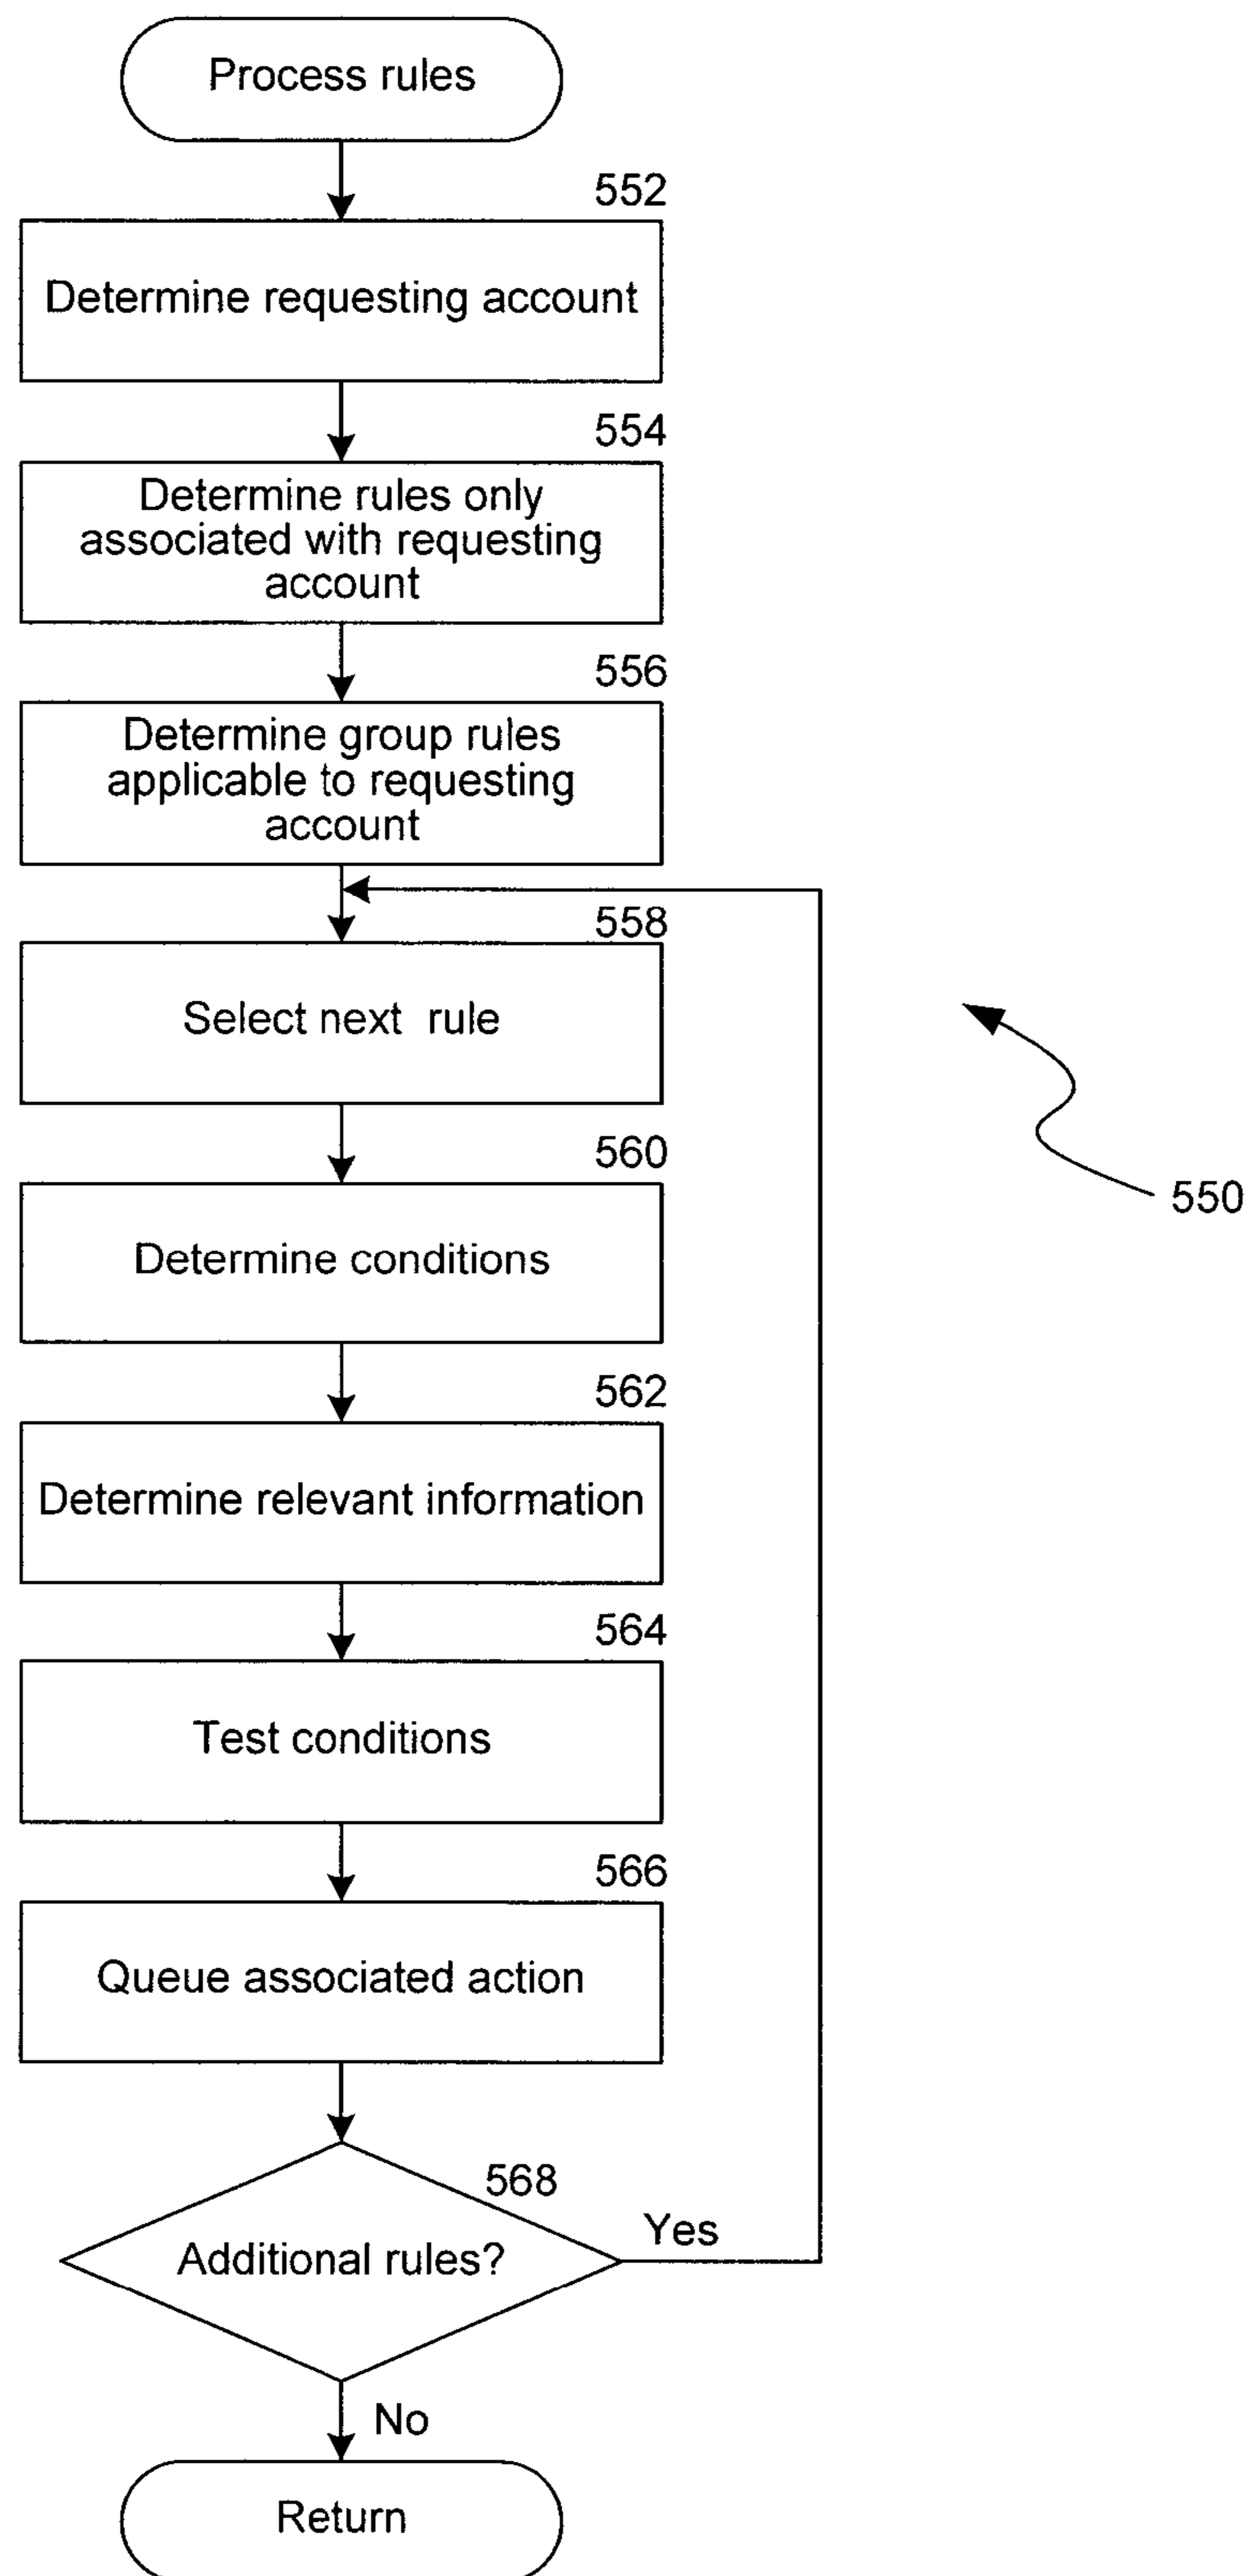 Process rules
552
Determine requesting account
554
Determine rules only
associated with requesting
account
556
Determine group rules
applicable to requesting
account
558
Select next rule
560
Determine conditions
550
562
Determine relevant information
564
Test conditions
566
Queue associated action
568
Additional rules?
Yes
No
Return